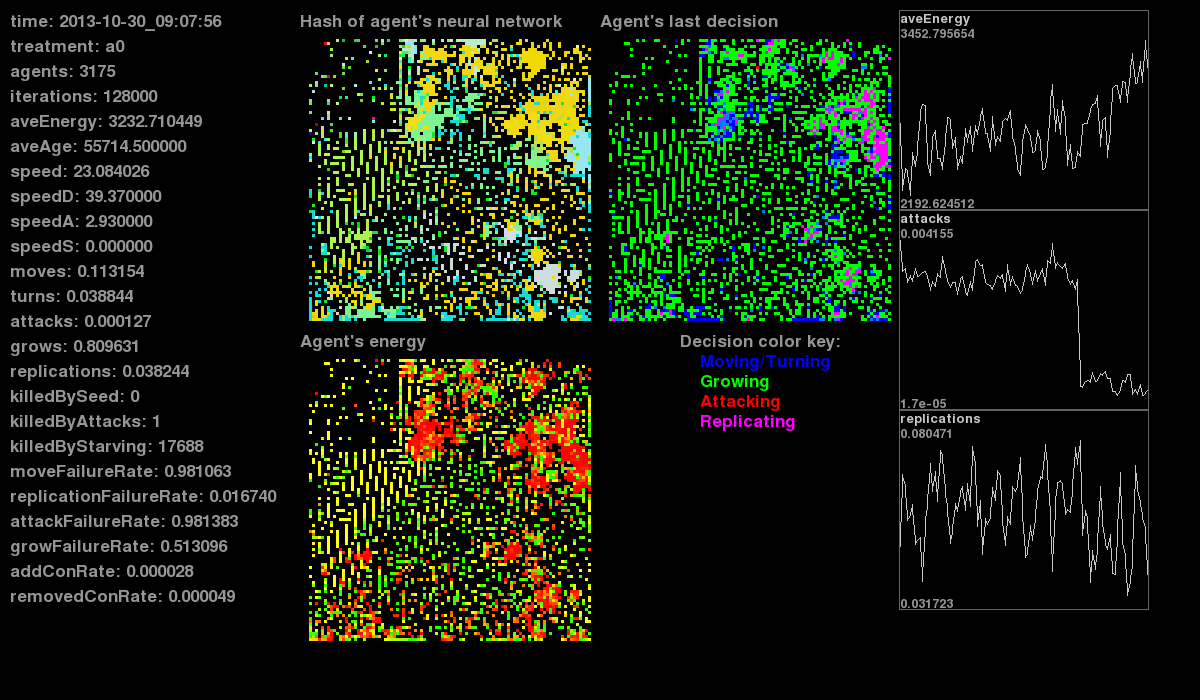 time: 2013-10-30_09:07:56
treatment: a0
agents: 3175
iterations: 128000
aveEnergy: 3232.710449
aveAge: 55714.500000
speed: 23.084026
speedD: 39.370000
speedA: 2.930000
speedS: 0.000000
moves: 0.113154
turns: 0.038844
attacks: 0.000127
grows: 0.809631
replications: 0.038244
killedBySeed: 0
killedByAttacks: 1
killedByStarving: 17688
moveFailureRate: 0.981063
replicationFailureRate: 0.016740
attackFailureRate: 0.981383
growFailureRate: 0.513096
addConRate: 0.000028
removedConRate: 0.000049
Hash of agent's neural network
Agent's last decision
Agent's energy
Decision color key:
Moving/Turning
Growing
Attacking
Replicating
aveEnergy
3452.795654
2192.624512
attacks
0.004155
1.7e-05
replications
0.080471
0.031723